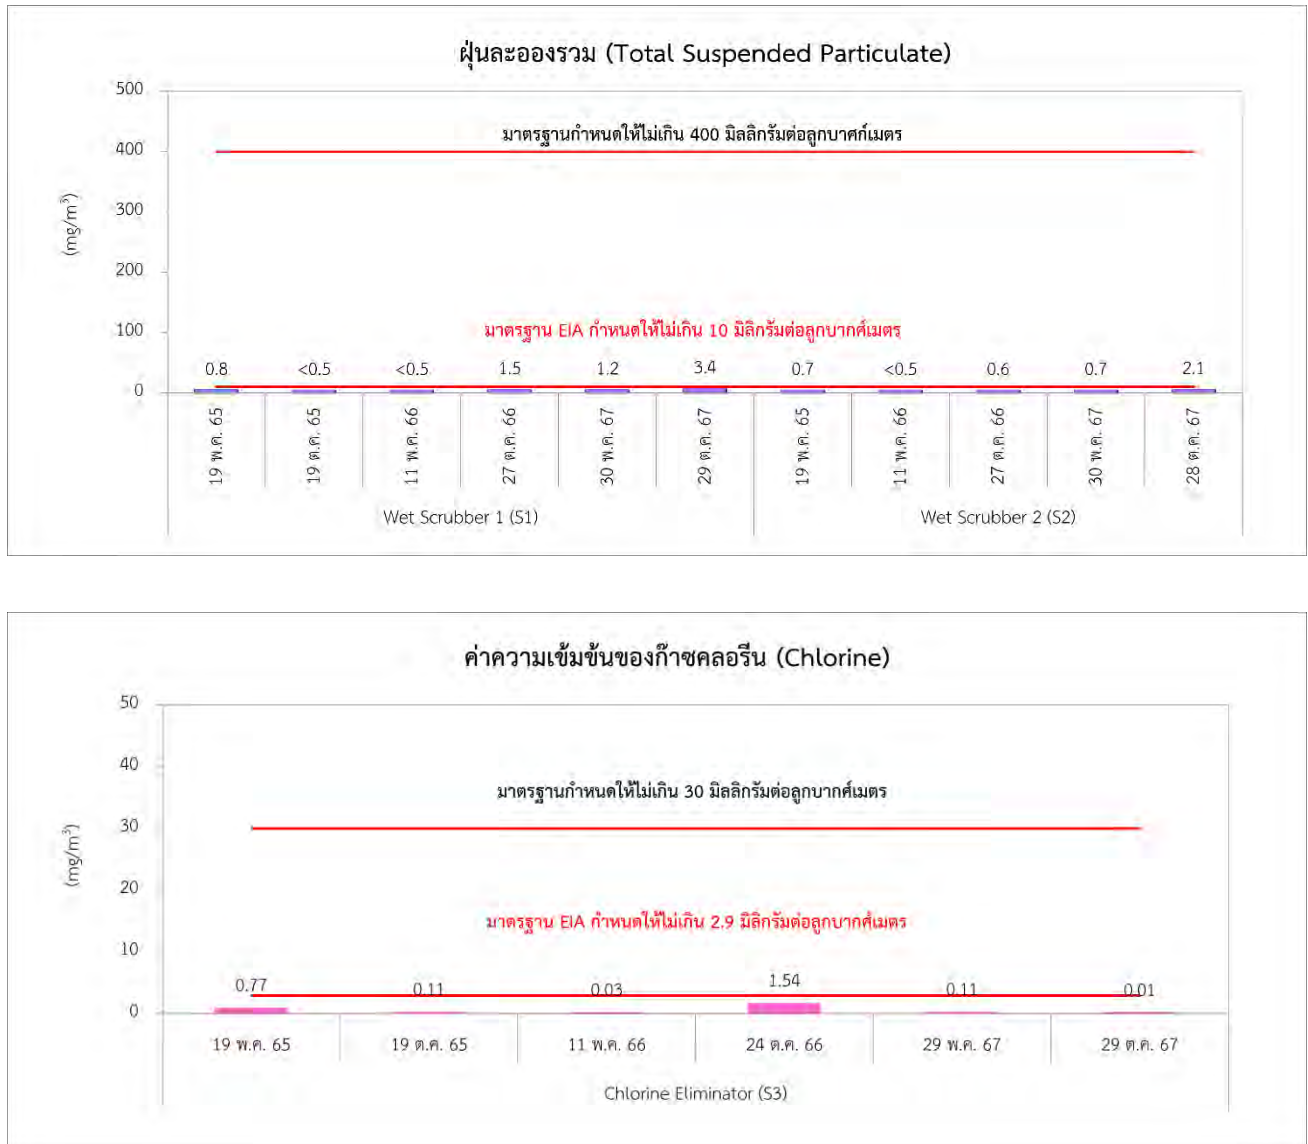 ฝุ่นละอองรวม (Total Suspended Particulate)
500
มาตรฐานกำหนดให้ไม่เกิน 400 มิลลิกรัมต่อลูกบาศก์เมตร
400
300
(mg/m³)
200
มาตรฐาน EIA กำหนดให้ไม่เกิน 10 มิลิกรัมต่อลูกบาศก์เมตร
100
0.8 <0.5 <0.5 1.5 1.2 3.4 0.7 <0.5 0.6 0.7 2.1
0
19 พ.ค. 65 19 ต.ค. 65 11 พ.ค. 66 27 ต.ค. 66 30 พ.ค. 67 29 ต.ค. 67 19 พ.ค. 65 11 พ.ค. 66 27 ต.ค. 66 30 พ.ค. 67 28 ต.ค. 67
Wet Scrubber 1 (S1) Wet Scrubber 2 (S2)
ค่าความเข้มข้นของก๊าซคลอรีน (Chlorine)
50
40
มาตรฐานกำหนดให้ไม่เกิน 30 มิลลิกรัมต่อลูกบากศ์เมตร
30
(mg/m³)
20
มาตรฐาน EIA กำหนดให้ไม่เกิน 2.9 มิลิกรัมต่อลูกบากศ์เมตร
10
0.77 0.11 0.03 1.54 0.11 0.01
0
19 พ.ค. 65 19 ต.ค. 65 11 พ.ค. 66 24 ต.ค. 66 29 พ.ค. 67 29 ต.ค. 67
Chlorine Eliminator (S3)